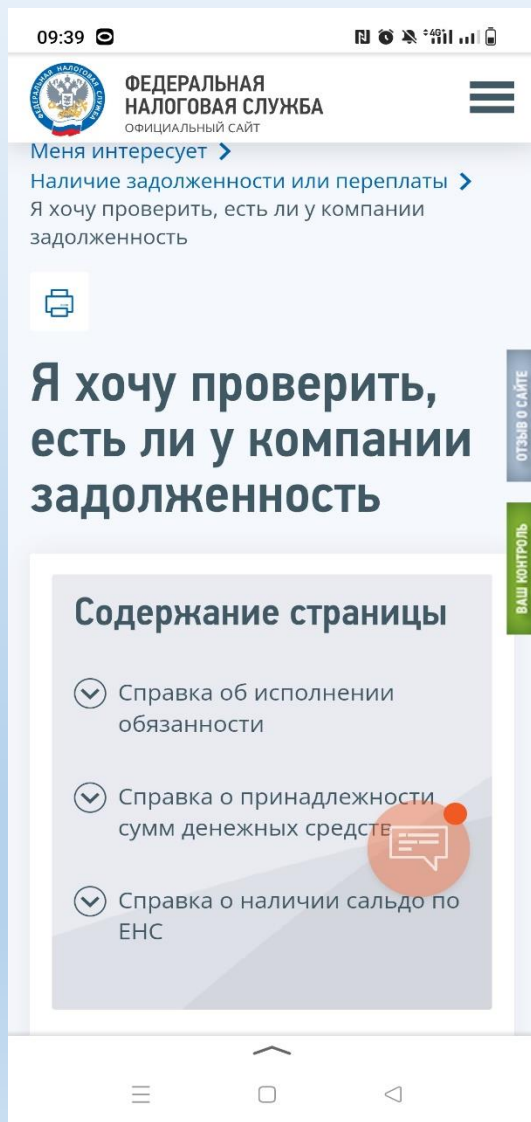 09:39
4G
ФЕДЕРАЛЬНАЯ
НАЛОГОВАЯ СЛУЖБА
ОФИЦИАЛЬНЫЙ САЙТ
Меня интересует
Наличие задолженности или переплаты
Я хочу проверить, есть ли у компании
задолженность
Я хочу проверить,
есть ли у компании
задолженность
ОТЗЫВ О САЙТЕ
ВАШ КОНТРОЛЬ
Содержание страницы
Справка об исполнении
обязанности
Справка о принадлежности
сумм денежных средств
Справка о наличии сальдо по
ЕНС